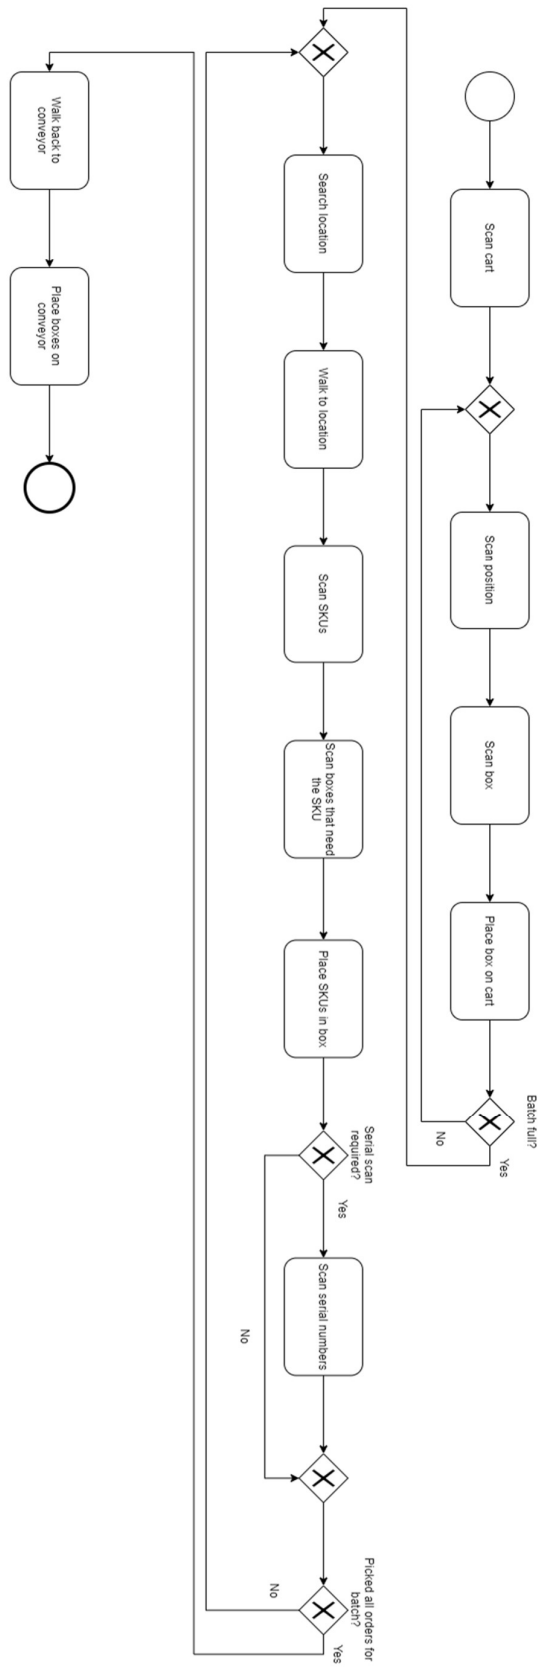 Scan cart
Scan position
Scan box
Place box on cart
Batch full?
No
Yes
Search location
Walk to location
Scan SKUs
Scan boxes that need
the SKU
Place SKUs in box
Serial scan
required?
Yes
No
Scan serial numbers
Picked all orders for
batch?
No
Yes
Walk back to
conveyor
Place boxes on
conveyor